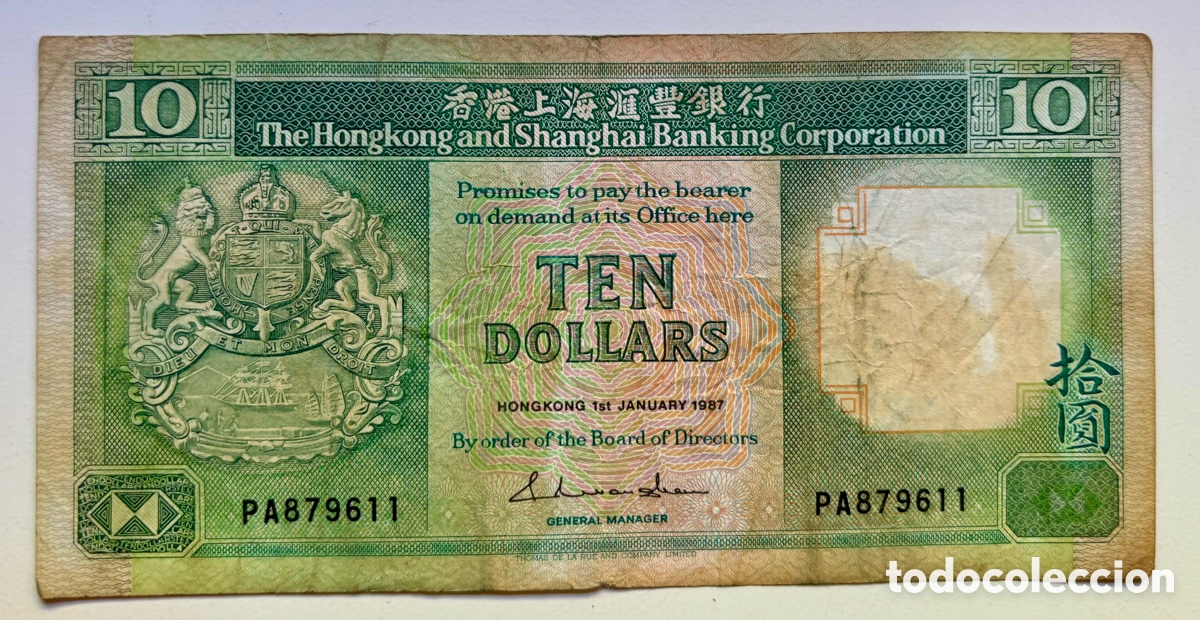 10
香港上海滙豐銀行
10
The Hongkong and Shanghai Banking Corporation
Promises to pay the bearer
on demand at its Office here
TEN
DOLLARS
HONGKONG 1st JANUARY 1987
By order of the Board of Directors
GENERAL MANAGER
DIEU ET MON DROIT
拾圓
PA879611
PA879611
THOMAS DE LA RUE AND COMPANY LIMITED
todocoleccion